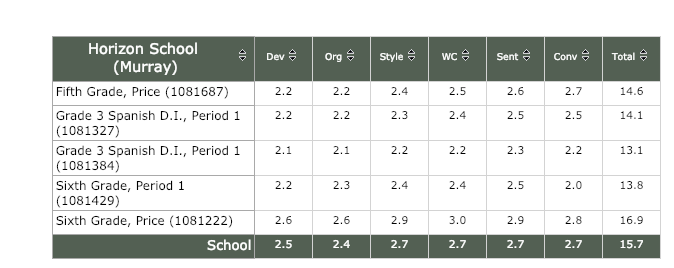 Horizon School
(Murray) Dev Org Style WC Sent Conv Total
Fifth Grade, Price (1081687) 2.2 2.2 2.4 2.5 2.6 2.7 14.6
Grade 3 Spanish D.I., Period 1
(1081327) 2.2 2.2 2.3 2.4 2.5 2.5 14.1
Grade 3 Spanish D.I., Period 1
(1081384) 2.1 2.1 2.2 2.2 2.3 2.2 13.1
Sixth Grade, Period 1
(1081429) 2.2 2.3 2.4 2.4 2.5 2.0 13.8
Sixth Grade, Price (1081222) 2.6 2.6 2.9 3.0 2.9 2.8 16.9
School 2.5 2.4 2.7 2.7 2.7 2.7 15.7